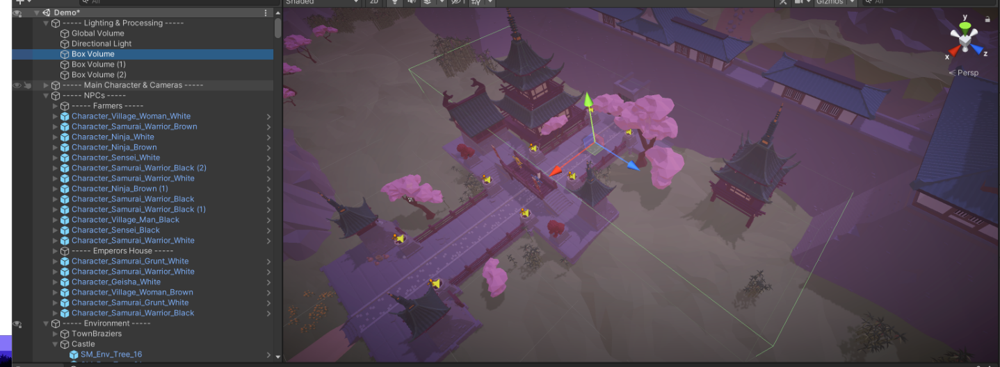 All
Shaded
2D
Gizmos
All
Demo*
----- Lighting & Processing -----
Global Volume
Directional Light
Box Volume
Box Volume (1)
Box Volume (2)
----- Main Character & Cameras -----
----- NPCs -----
----- Farmers -----
Character_Village_Woman_White
Character_Samurai_Warrior_Brown
Character_Ninja_White
Character_Ninja_Brown
Character_Sensei_White
Character_Samurai_Warrior_Black (2)
Character_Samurai_Warrior_White
Character_Ninja_Brown (1)
Character_Samurai_Warrior_Black
Character_Samurai_Warrior_Black (1)
Character_Village_Man_Black
Character_Sensei_Black
Character_Samurai_Warrior_White
----- Emperors House -----
Character_Samurai_Grunt_White
Character_Samurai_Warrior_White
Character_Geisha_White
Character_Village_Woman_Brown
Character_Samurai_Grunt_White
Character_Samurai_Warrior_Black
----- Environment -----
TownBraziers
Castle
SM_Env_Tree_16
y
x
z
Persp